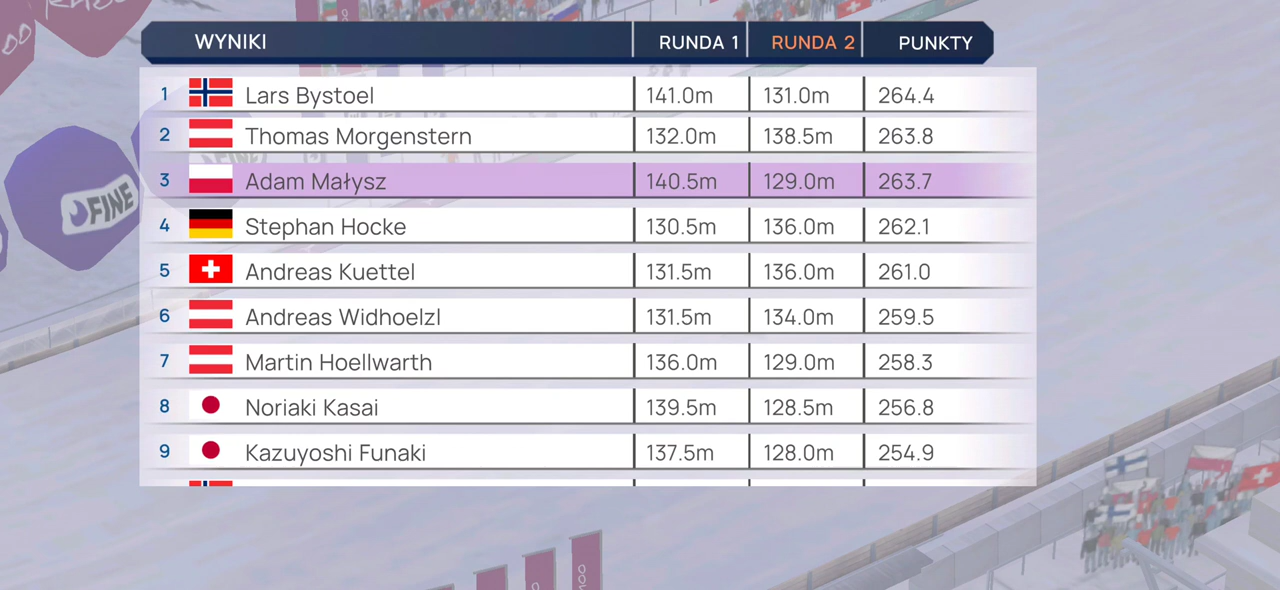 WYNIKI RUNDA 1 RUNDA 2 PUNKTY
1 Lars Bystoel 141.0m 131.0m 264.4
2 Thomas Morgenstern 132.0m 138.5m 263.8
3 Adam Małysz 140.5m 129.0m 263.7
4 Stephan Hocke 130.5m 136.0m 262.1
5 Andreas Kuettel 131.5m 136.0m 261.0
6 Andreas Widhoelzl 131.5m 134.0m 259.5
7 Martin Hoellwarth 136.0m 129.0m 258.3
8 Noriaki Kasai 139.5m 128.5m 256.8
9 Kazuyoshi Funaki 137.5m 128.0m 254.9
FINE